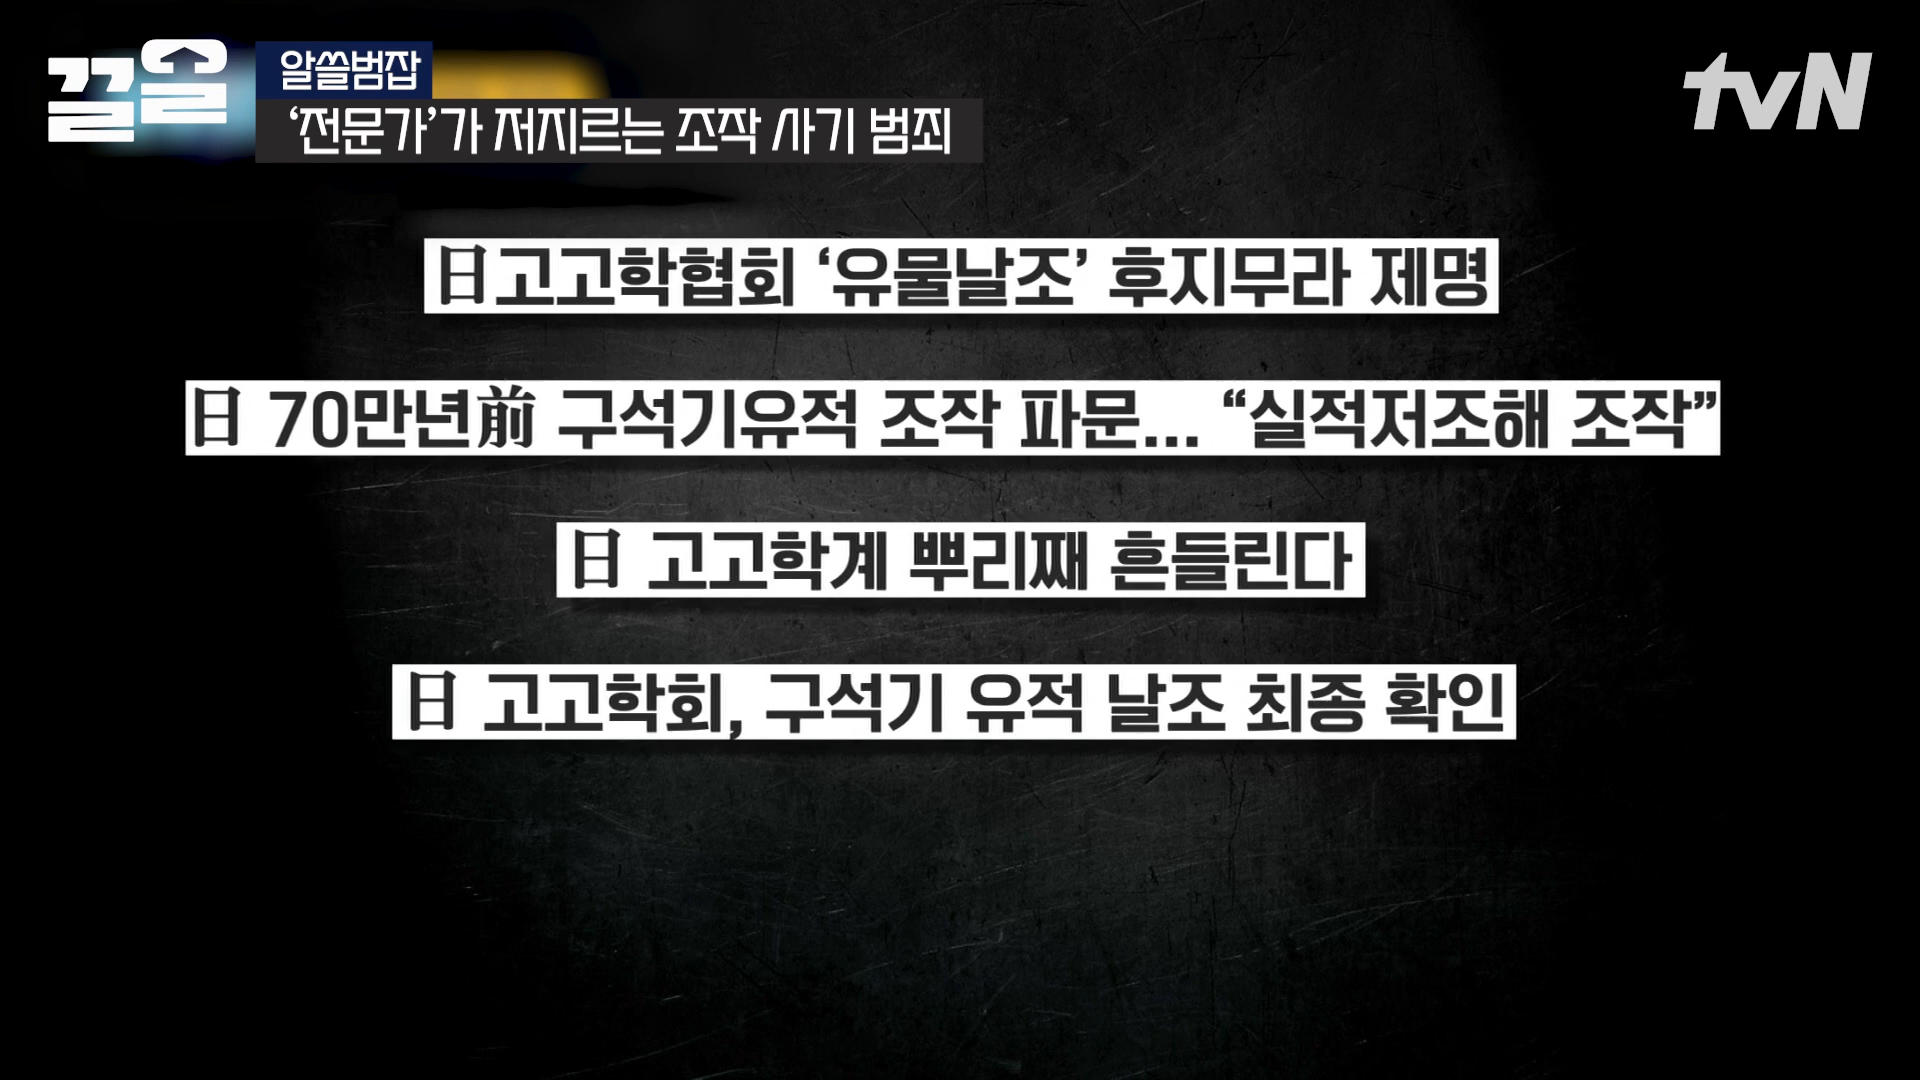 끌올
알쓸범잡
tvN
‘전문가’가 저지르는 조작 사기 범죄
日고고학협회 ‘유물날조’ 후지무라 제명
日 70만년前 구석기유적 조작 파문... “실적저조해 조작”
日 고고학계 뿌리째 흔들린다
日 고고학회, 구석기 유적 날조 최종 확인